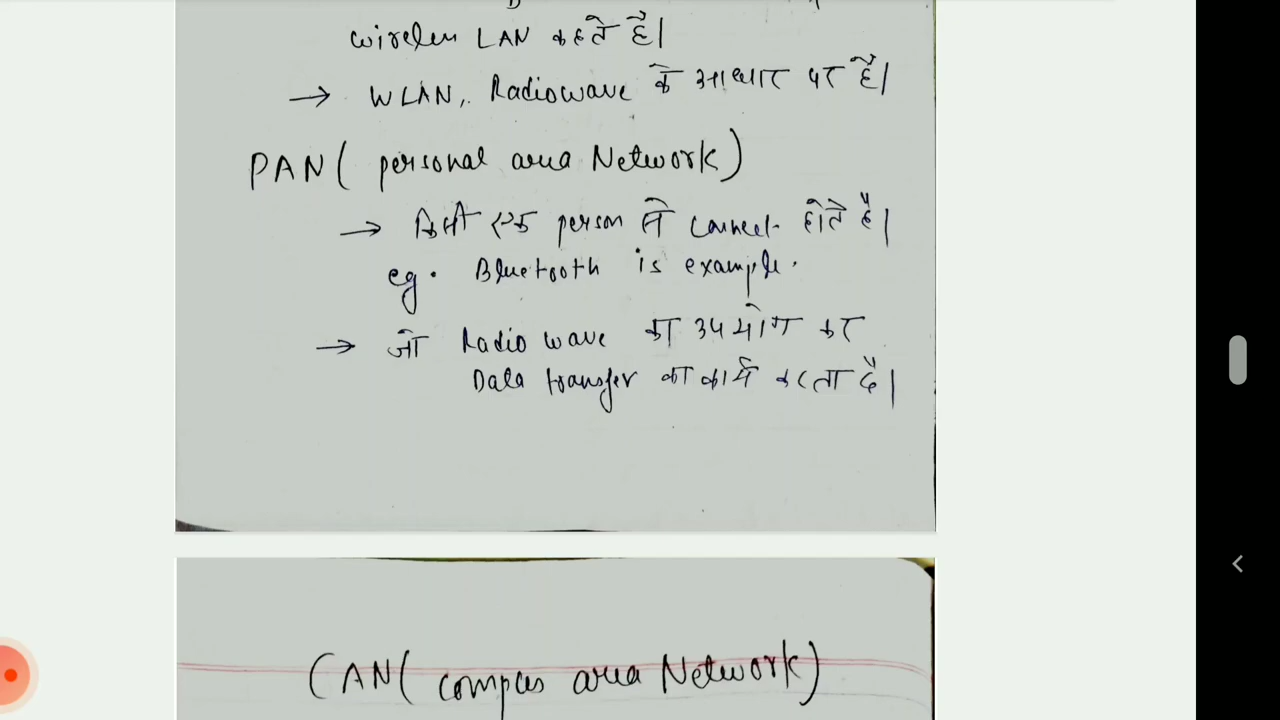 wireless LAN कहते है।
→ WLAN, Radiowave के आधार पर है।
PAN ( personal area Network )
→ किसी एक person से connect होते है।
eg. Bluetooth is example.
→ जो Radio wave का उपयोग कर
Data transfer का कार्य करता है।
CAN ( compus area Network )